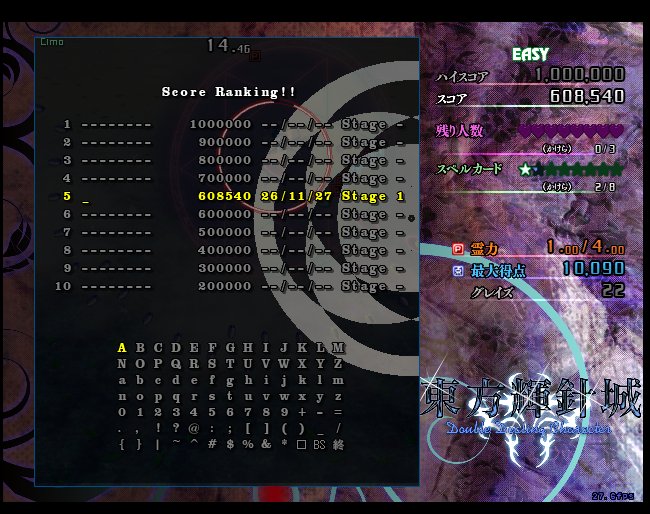 Cimo
14.46
Score Ranking!!
1 -------- 1000000 --/--/-- Stage -
2 -------- 900000 --/--/-- Stage -
3 -------- 800000 --/--/-- Stage -
4 -------- 700000 --/--/-- Stage -
5 _ 608540 26/11/27 Stage 1
6 -------- 600000 --/--/-- Stage -
7 -------- 500000 --/--/-- Stage -
8 -------- 400000 --/--/-- Stage -
9 -------- 300000 --/--/-- Stage -
10 -------- 200000 --/--/-- Stage -
A B C D E F G H I J K L M
N O P Q R S T U V W X Y Z
a b c d e f g h i j k l m
n o p q r s t u v w x y z
0 1 2 3 4 5 6 7 8 9 + - =
. , ! ? @ : ; [ ] ( ) _ /
{ } | ~ ^ # $ % & * □ BS 終
EASY
ハイスコア 1,000,000
スコア 608,540
残り人数
(かけら) 0/3
スペルカード
(かけら) 2/8
P 霊力 1.00/4.00
最大得点 10,090
グレイズ 22
東方輝針城
Double Dealing Character
27.6fps